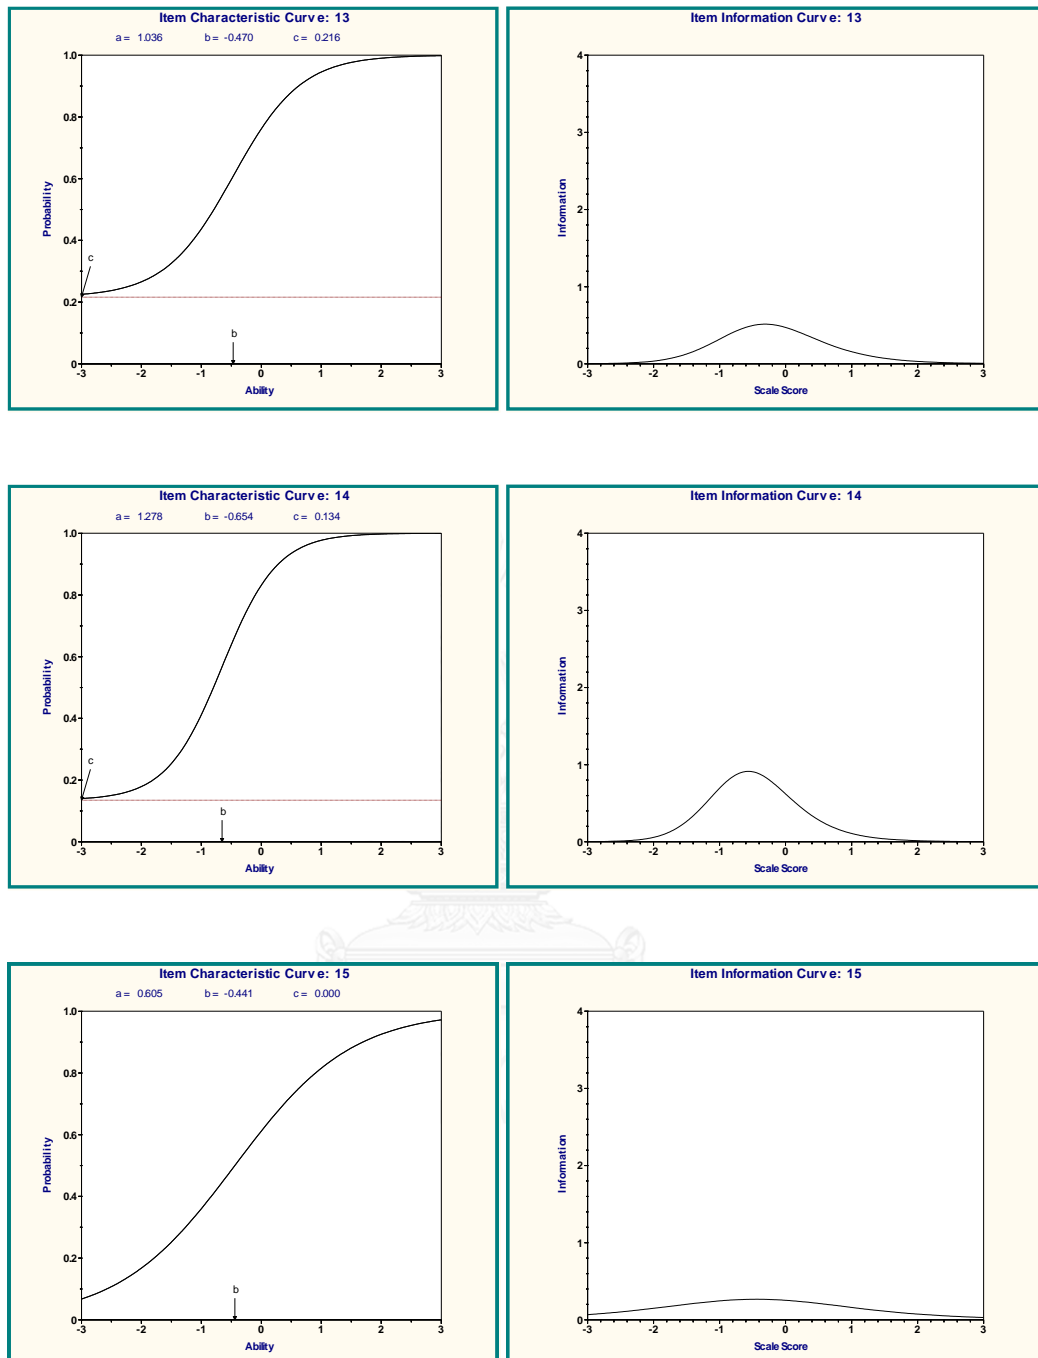 Item Characteristic Curve: 13
a = 1.036 b = -0.470 c = 0.216
1.0
0.8
0.6
0.4
0.2
0
Probability
c
b
-3 -2 -1 0 1 2 3
Ability
Item Information Curve: 13
4
3
2
1
0
Information
-3 -2 -1 0 1 2 3
Scale Score
Item Characteristic Curve: 14
a = 1.278 b = -0.654 c = 0.134
1.0
0.8
0.6
0.4
0.2
0
Probability
c
b
-3 -2 -1 0 1 2 3
Ability
Item Information Curve: 14
4
3
2
1
0
Information
-3 -2 -1 0 1 2 3
Scale Score
Item Characteristic Curve: 15
a = 0.605 b = -0.441 c = 0.000
1.0
0.8
0.6
0.4
0.2
0
Probability
b
-3 -2 -1 0 1 2 3
Ability
Item Information Curve: 15
4
3
2
1
0
Information
-3 -2 -1 0 1 2 3
Scale Score